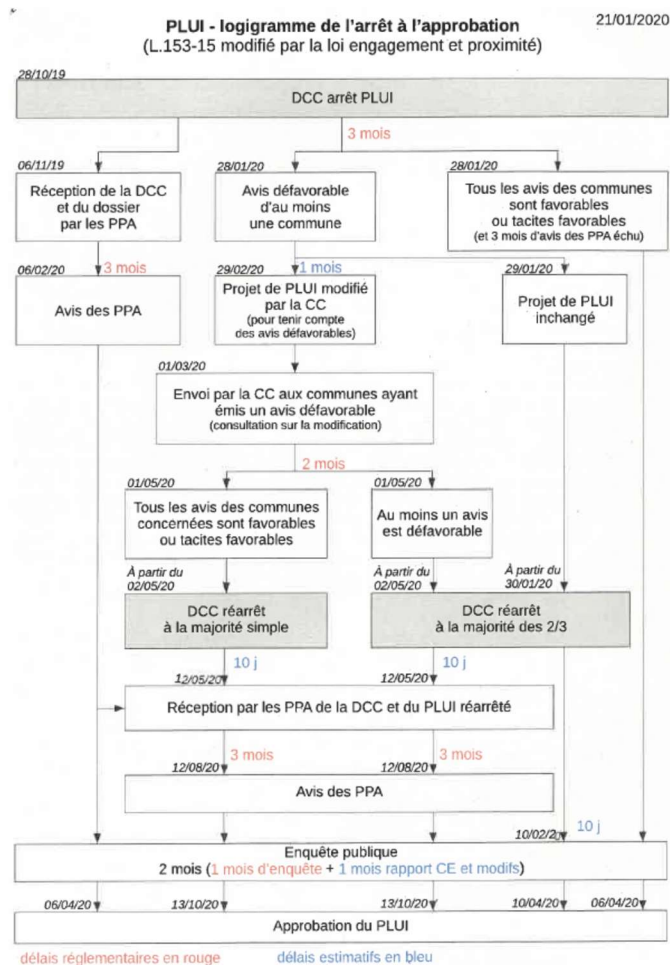 PLUI - logigramme de l'arrêt à l'approbation
21/01/2020
(L.153-15 modifié par la loi engagement et proximité)
28/10/19
DCC arrêt PLUI
3 mois
06/11/19
28/01/20
28/01/20
Réception de la DCC
et du dossier
par les PPA
Avis défavorable
d'au moins
une commune
Tous les avis des communes
sont favorables
ou tacites favorables
(et 3 mois d'avis des PPA échu)
06/02/20
3 mois
29/02/20
1 mois
29/01/20
Avis des PPA
Projet de PLUI modifié
par la CC
(pour tenir compte
des avis défavorables)
Projet de PLUI
inchangé
01/03/20
Envoi par la CC aux communes ayant
émis un avis défavorable
(consultation sur la modification)
2 mois
01/05/20
01/05/20
Tous les avis des communes
concernées sont favorables
ou tacites favorables
Au moins un avis
est défavorable
À partir du
02/05/20
À partir du
02/05/20
À partir du
30/01/20
DCC réarrêt
à la majorité simple
DCC réarrêt
à la majorité des 2/3
10 j
10 j
12/05/20
12/05/20
Réception par les PPA de la DCC et du PLUI réarrêté
3 mois
3 mois
12/08/20
12/08/20
Avis des PPA
10/02/20
10 j
Enquête publique
2 mois (1 mois d'enquête + 1 mois rapport CE et modifs)
06/04/20
13/10/20
13/10/20
10/04/20
06/04/20
Approbation du PLUI
délais réglementaires en rouge
délais estimatifs en bleu